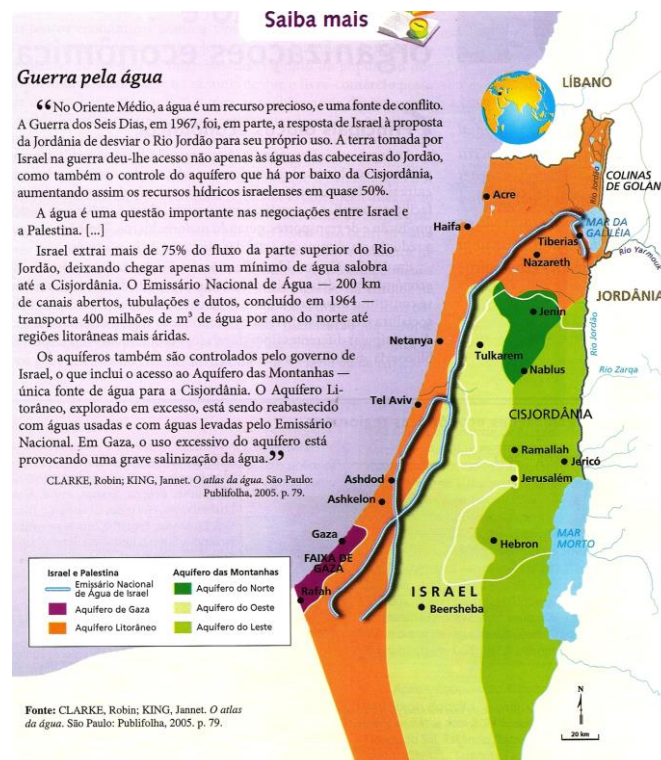 Saiba mais
Guerra pela água
“No Oriente Médio, a água é um recurso precioso, e uma fonte de conflito.
A Guerra dos Seis Dias, em 1967, foi, em parte, a resposta de Israel à proposta
da Jordânia de desviar o Rio Jordão para seu próprio uso. A terra tomada por
Israel na guerra deu-lhe acesso não apenas às águas das cabeceiras do Jordão,
como também o controle do aquífero que há por baixo da Cisjordânia,
aumentando assim os recursos hídricos israelenses em quase 50%.
A água é uma questão importante nas negociações entre Israel e
a Palestina. [...]
Israel extrai mais de 75% do fluxo da parte superior do Rio
Jordão, deixando chegar apenas um mínimo de água salobra
até a Cisjordânia. O Emissário Nacional de Água — 200 km
de canais abertos, tubulações e dutos, concluído em 1964 —
transporta 400 milhões de m³ de água por ano do norte até
regiões litorâneas mais áridas.
Os aquíferos também são controlados pelo governo de
Israel, o que inclui o acesso ao Aquífero das Montanhas —
única fonte de água para a Cisjordânia. O Aquífero Li-
torâneo, explorado em excesso, está sendo reabastecido
com águas usadas e com águas levadas pelo Emissário
Nacional. Em Gaza, o uso excessivo do aquífero está
provocando uma grave salinização da água.”
CLARKE, Robin; KING, Jannet. O atlas da água. São Paulo:
Publifolha, 2005. p. 79.
LÍBANO
Rio Jordão
COLINAS
DE GOLAN
Acre
Haifa
MAR DA
GALILÉIA
Tiberias
Nazareth
Rio Yarmouk
JORDÂNIA
Jenin
Rio Jordão
Netanya
Tulkarem
Nablus
Rio Zarqa
Tel Aviv
CISJORDÂNIA
Ramallah
Jericó
Jerusalém
Ashdod
Ashkelon
Gaza
FAIXA DE
GAZA
Hebron
MAR
MORTO
Rafah
ISRAEL
Beersheba
Israel e Palestina
Emissário Nacional
de Água de Israel
Aquífero de Gaza
Aquífero Litorâneo
Aquífero das Montanhas
Aquífero do Norte
Aquífero do Oeste
Aquífero do Leste
Fonte: CLARKE, Robin; KING, Jannet. O atlas
da água. São Paulo: Publifolha, 2005. p. 79.
N
20 km